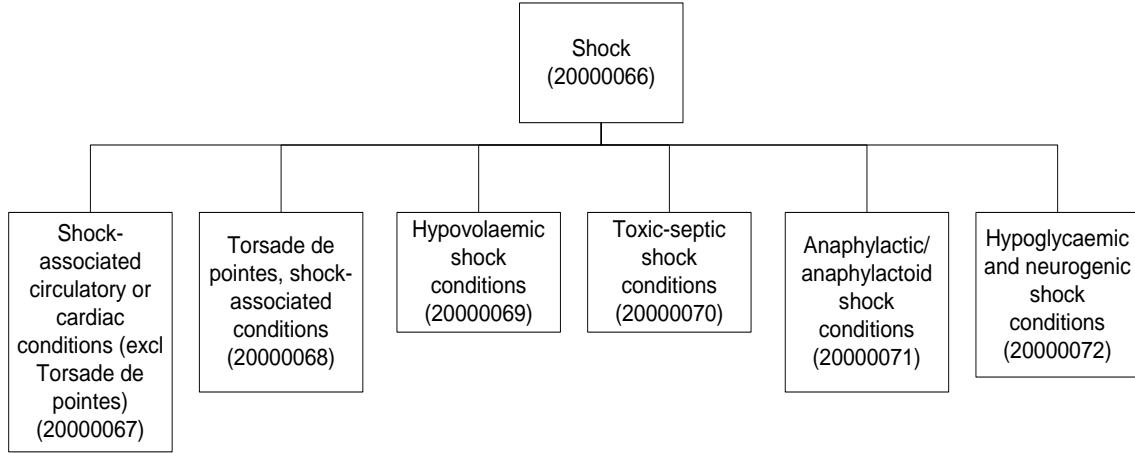 Shock
(20000066)
Shock-
associated
circulatory or
cardiac
conditions (excl
Torsade de
pointes)
(20000067)
Torsade de
pointes, shock-
associated
conditions
(20000068)
Hypovolaemic
shock
conditions
(20000069)
Toxic-septic
shock
conditions
(20000070)
Anaphylactic/
anaphylactoid
shock
conditions
(20000071)
Hypoglycaemic
and neurogenic
shock
conditions
(20000072)